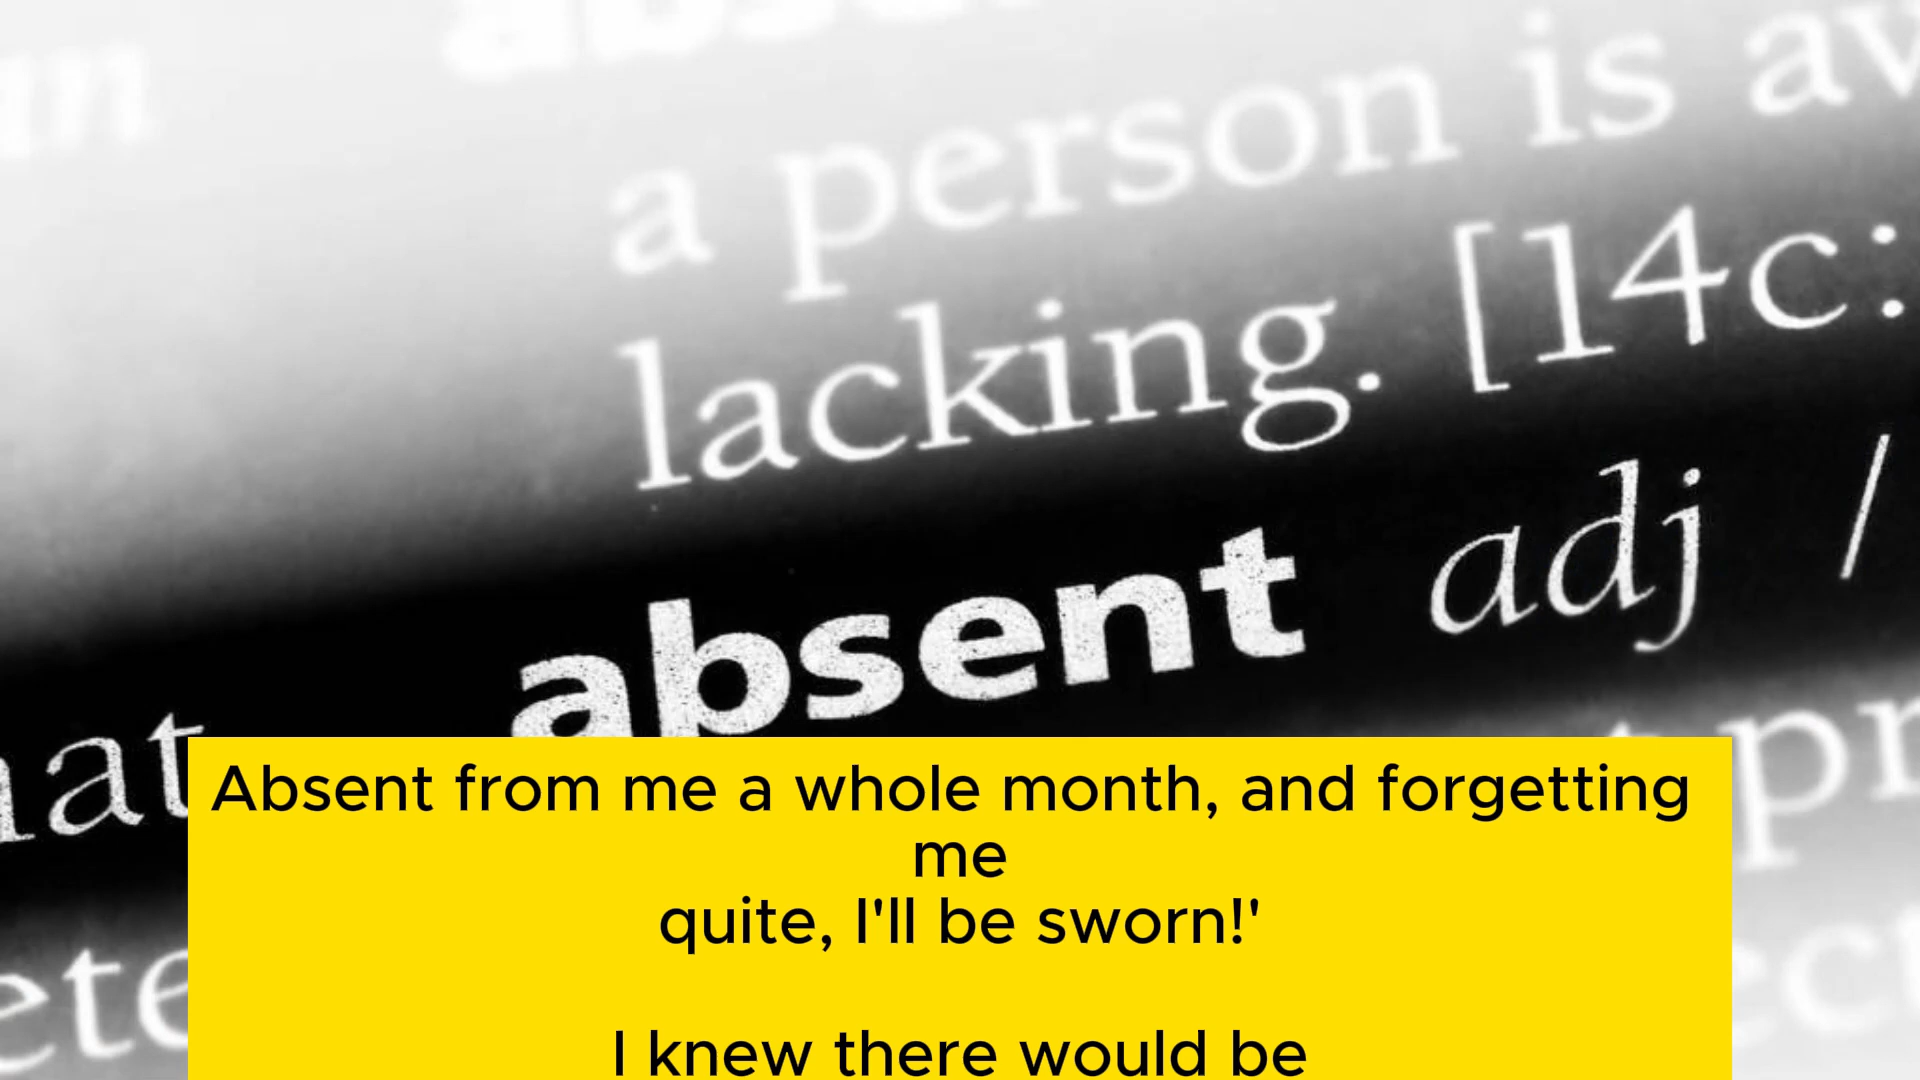 a person is
lacking. [14c:
absent adj /
Absent from me a whole month, and forgetting
me
quite, I'll be sworn!'
I knew there would be